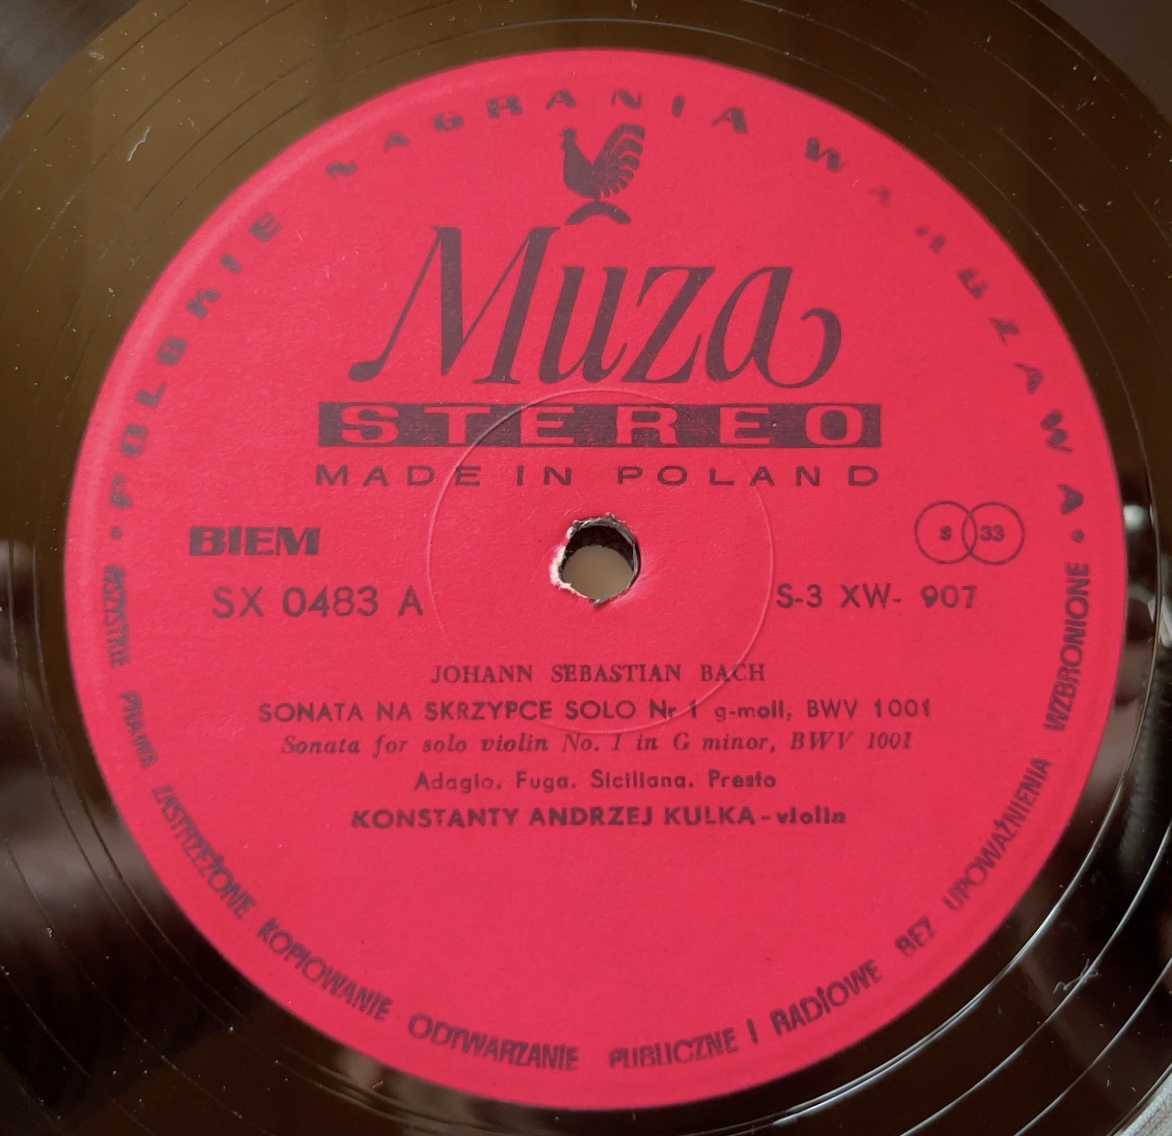 POLSKIE NAGRANIA WARSZAWA
Muza
STEREO
MADE IN POLAND
BIEM
S 33
SX 0483 A
S-3 XW- 907
JOHANN SEBASTIAN BACH
SONATA NA SKRZYPCE SOLO Nr 1 g-moll, BWV 1001
Sonata for solo violin No. 1 in G minor, BWV 1001
Adagio. Fuga. Siciliana. Presto
KONSTANTY ANDRZEJ KULKA - violin
WSZYSTKIE PRAWA ZASTRZEŻONE KOPIOWANIE ODTWARZANIE PUBLICZNE I RADIOWE BEZ UPOWAŻNIENIA WZBRONIONE